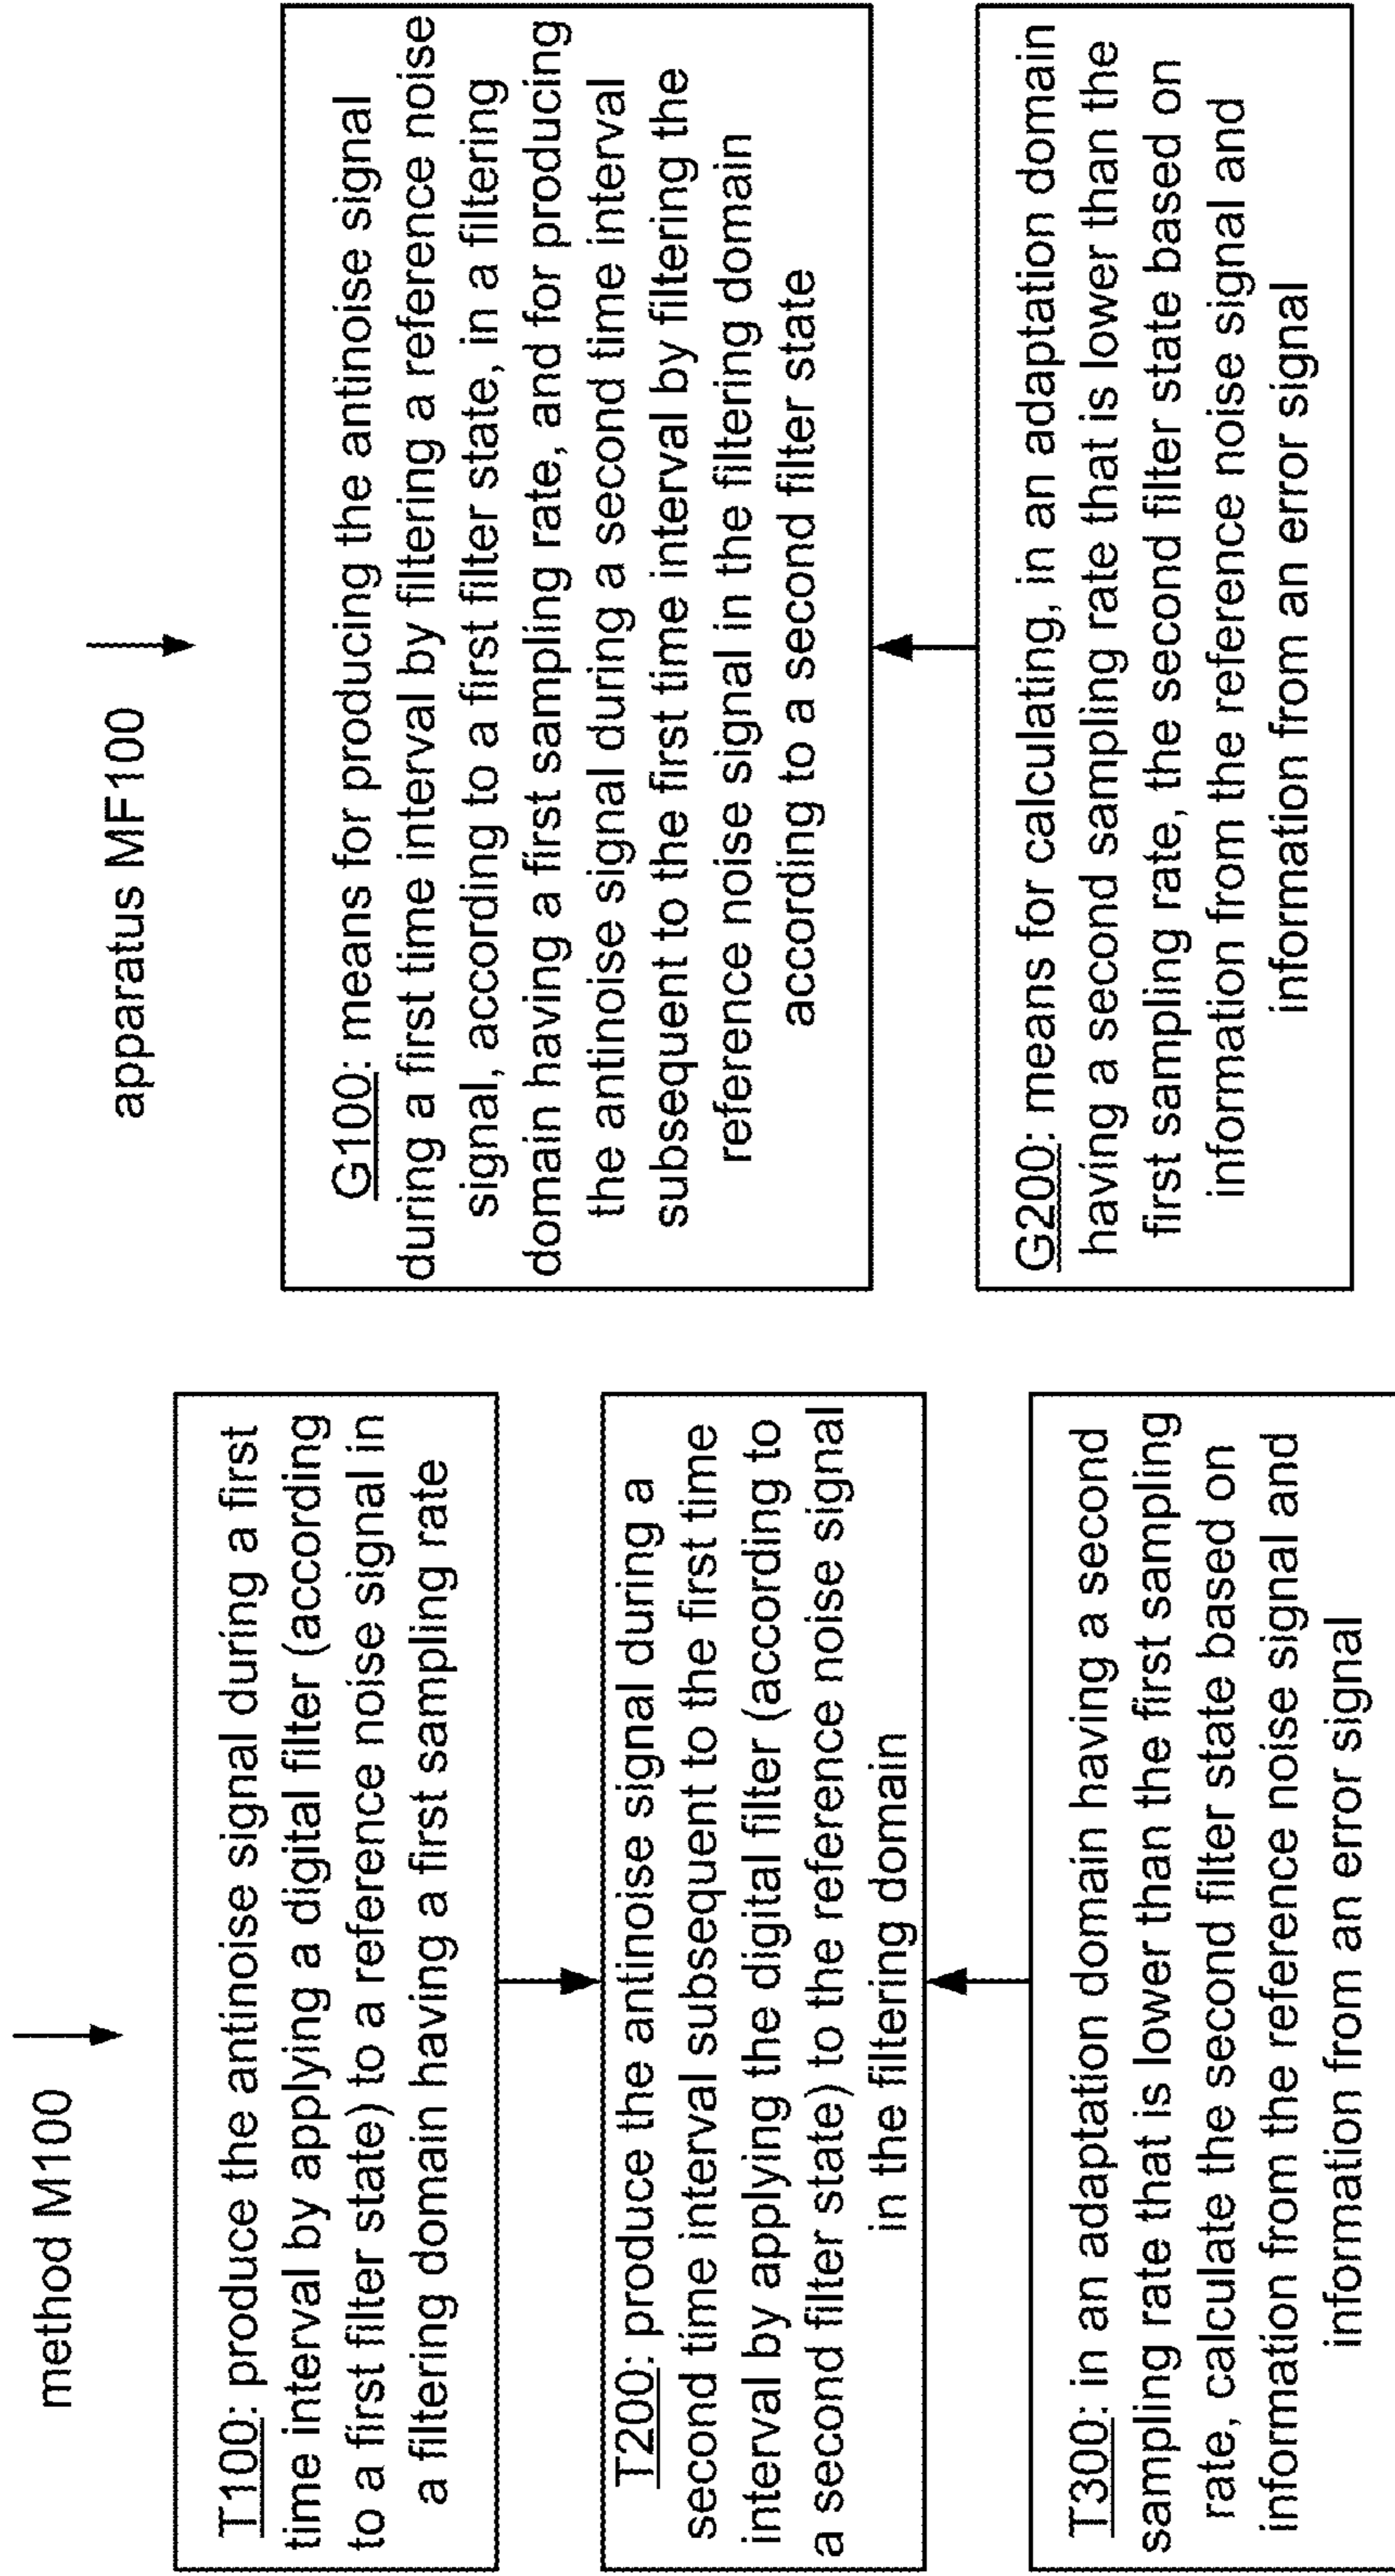 method M100
T100: produce the antinoise signal during a first
time interval by applying a digital filter (according
to a first filter state) to a reference noise signal in
a filtering domain having a first sampling rate
T200: produce the antinoise signal during a
second time interval subsequent to the first time
interval by applying the digital filter (according to
a second filter state) to the reference noise signal
in the filtering domain
T300: in an adaptation domain having a second
sampling rate that is lower than the first sampling
rate, calculate the second filter state based on
information from the reference noise signal and
information from an error signal
apparatus MF100
G100: means for producing the antinoise signal
during a first time interval by filtering a reference noise
signal, according to a first filter state, in a filtering
domain having a first sampling rate, and for producing
the antinoise signal during a second time interval
subsequent to the first time interval by filtering the
reference noise signal in the filtering domain
according to a second filter state
G200: means for calculating, in an adaptation domain
having a second sampling rate that is lower than the
first sampling rate, the second filter state based on
information from the reference noise signal and
information from an error signal